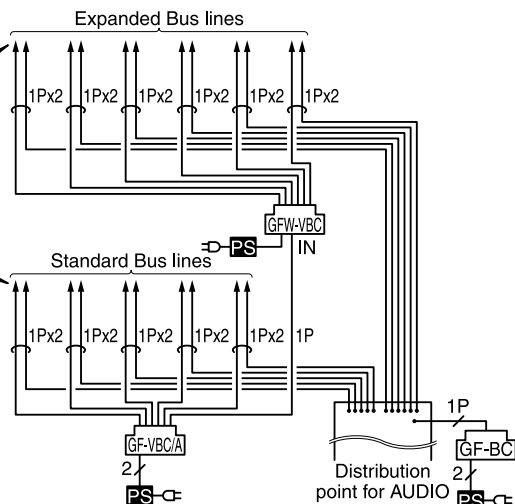 Expanded Bus lines
1Px2 1Px2 1Px2 1Px2 1Px2 1Px2
GFW-VBC
PS IN
Standard Bus lines
1Px2 1Px2 1Px2 1Px2 1Px2 1P
1P
GF-VBC/A
GF-BC
2
Distribution
point for AUDIO
2
PS
PS